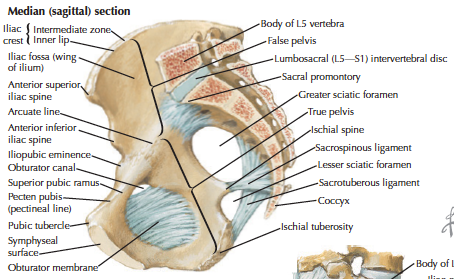 Median (sagittal) section
Iliac crest { Intermediate zone
Inner lip
Iliac fossa (wing
of ilium)
Anterior superior
iliac spine
Arcuate line
Anterior inferior
iliac spine
Iliopubic eminence
Obturator canal
Superior pubic ramus
Pecten pubis
(pectineal line)
Pubic tubercle
Symphyseal
surface
Obturator membrane
Body of L5 vertebra
False pelvis
Lumbosacral (L5—S1) intervertebral disc
Sacral promontory
Greater sciatic foramen
True pelvis
Ischial spine
Sacrospinous ligament
Lesser sciatic foramen
Sacrotuberous ligament
Coccyx
Ischial tuberosity
Body of L